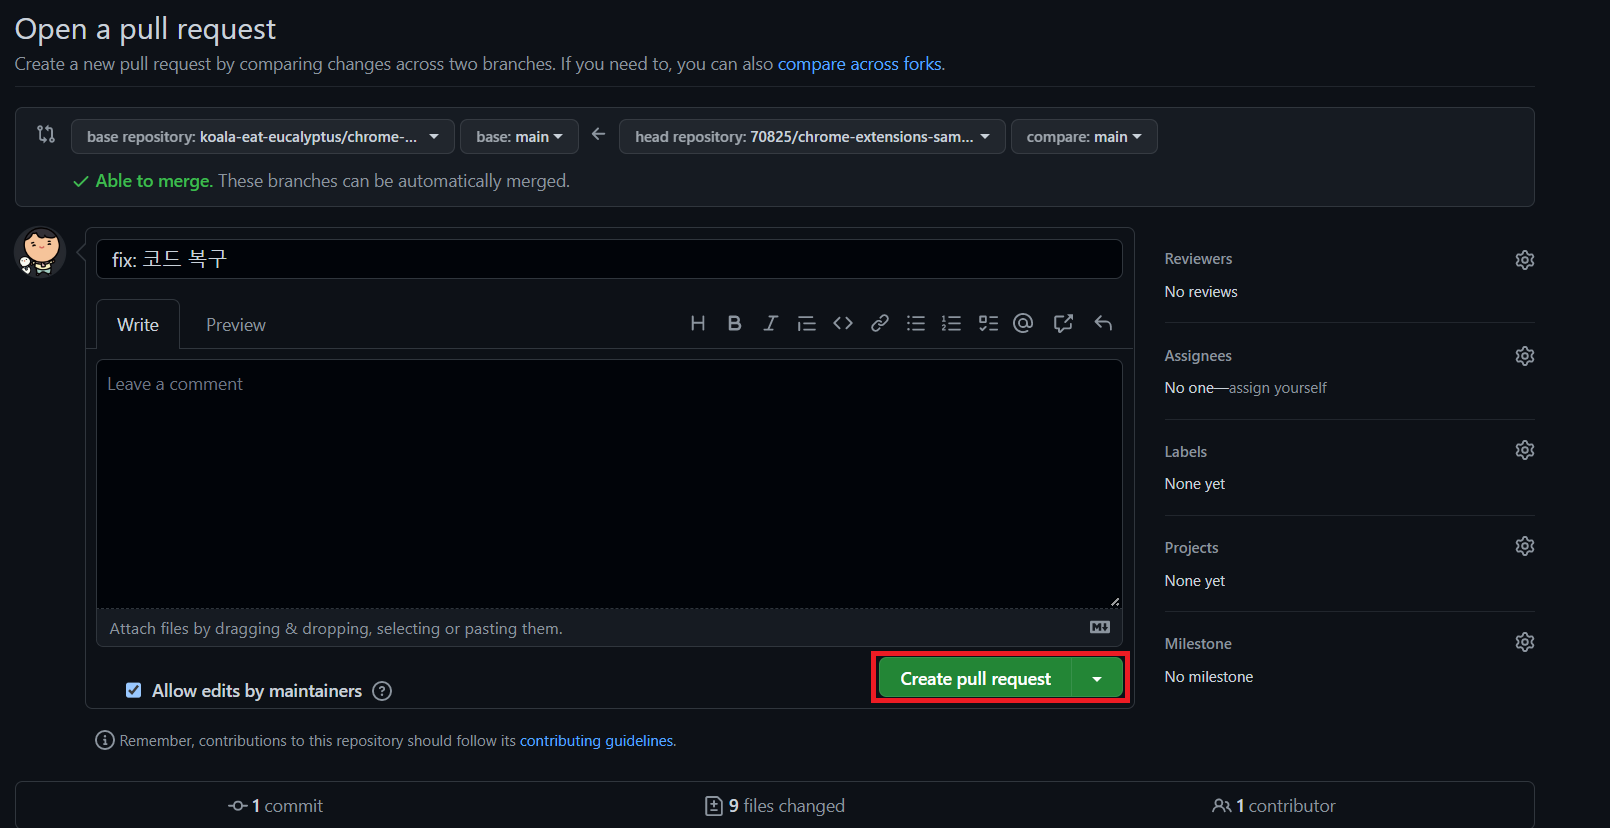 Open a pull request
Create a new pull request by comparing changes across two branches. If you need to, you can also compare across forks.
base repository: koala-eat-eucalyptus/chrome-... base: main head repository: 70825/chrome-extensions-sam... compare: main
Able to merge. These branches can be automatically merged.
fix: 코드 복구
Write Preview
Leave a comment
Attach files by dragging & dropping, selecting or pasting them.
Allow edits by maintainers
Create pull request
Remember, contributions to this repository should follow its contributing guidelines.
Reviewers
No reviews
Assignees
No one—assign yourself
Labels
None yet
Projects
None yet
Milestone
No milestone
1 commit
9 files changed
1 contributor